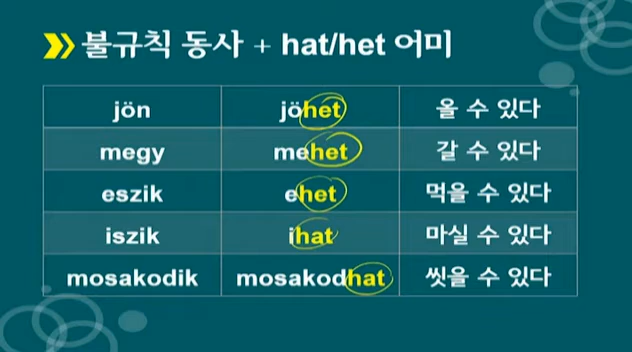 불규칙 동사 + hat/het 어미
jön jöhet 올 수 있다
megy mehet 갈 수 있다
eszik ehet 먹을 수 있다
iszik ihat 마실 수 있다
mosakodik mosakodhat 씻을 수 있다